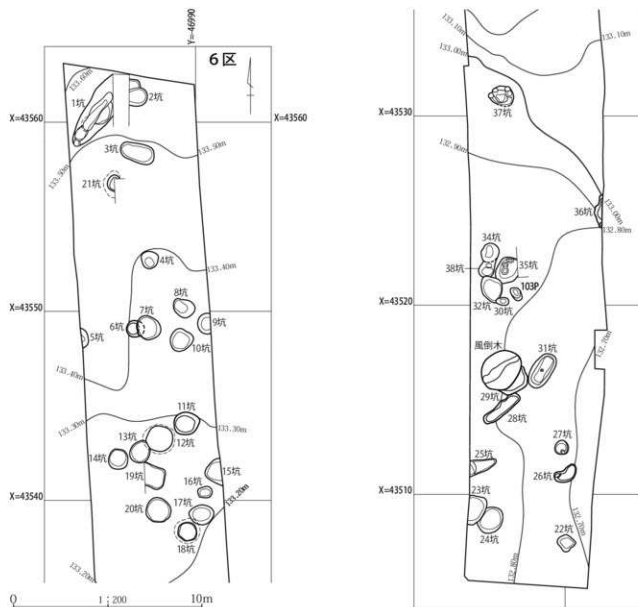 Y=-46990
6区
133.60m
1坑
2坑
X=43560
X=43560
3坑
133.50m
133.50m
21坑
4坑
133.40m
8坑
7坑
6坑
9坑
X=43550
5坑
10坑
133.40m
11坑
133.30m
133.30m
13坑
12坑
14坑
15坑
19坑
16坑
133.20m
X=43540
20坑
17坑
18坑
133.20m
0
1:200
10m
133.10m
133.10m
133.00m
37坑
X=43530
132.90m
133.00m
36坑
132.80m
34坑
38坑
35坑
103P
32坑
30坑
X=43520
風倒木
31坑
132.70m
29坑
28坑
27坑
25坑
26坑
23坑
X=43510
132.70m
24坑
22坑
132.80m